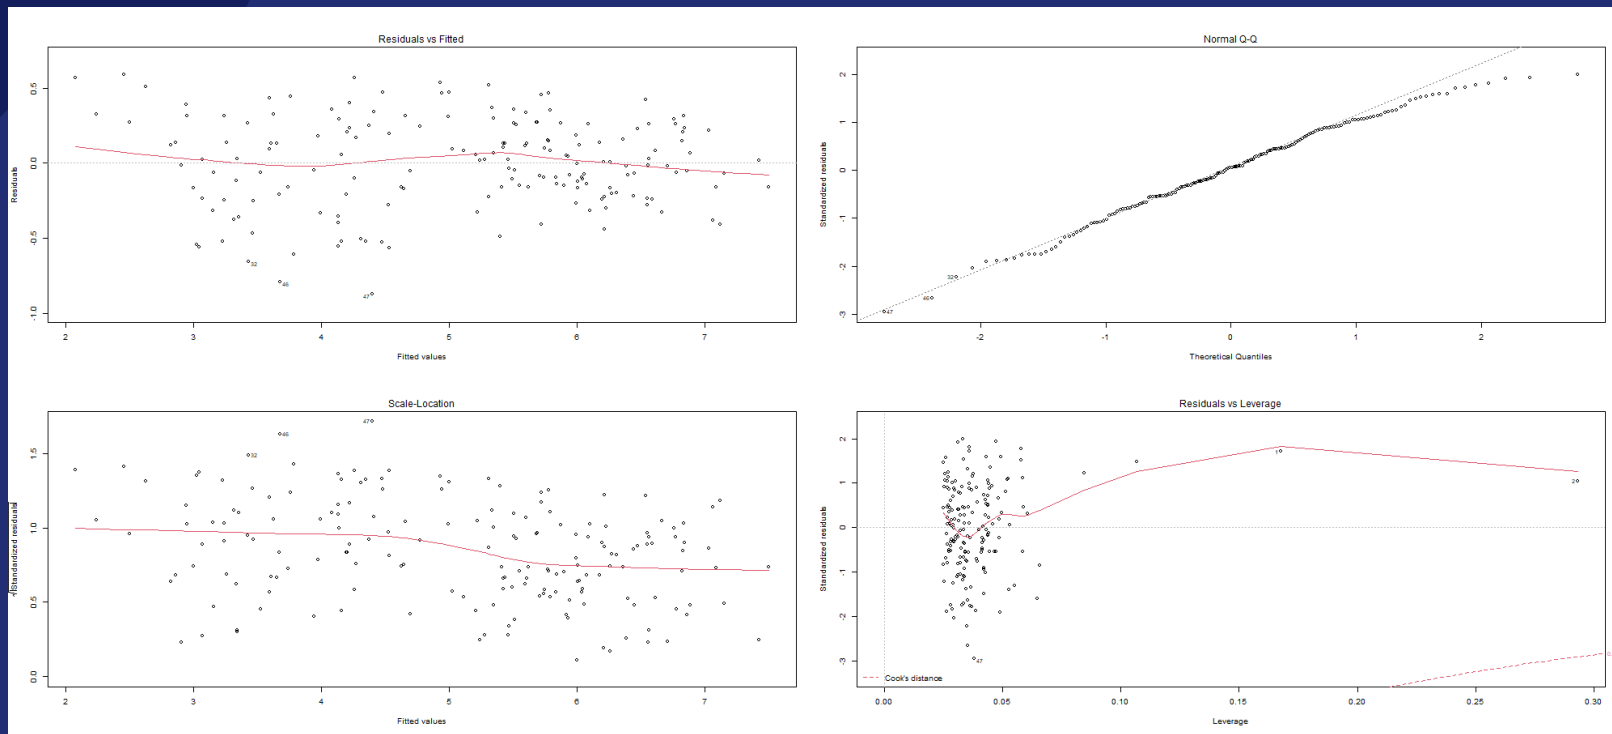 Residuals vs Fitted
Residuals
0.5
0.0
-0.5
-1.0
32
46
47
2 3 4 5 6 7
Fitted values
Normal Q-Q
Standardized residuals
2
1
0
-1
-2
-3
32
46
47
-2 -1 0 1 2
Theoretical Quantiles
Scale-Location
√|Standardized residuals|
1.5
1.0
0.5
0.0
46
47
32
2 3 4 5 6 7
Fitted values
Residuals vs Leverage
Standardized residuals
2
1
0
-1
-2
-3
1
2
47
Cook's distance
0.00 0.05 0.10 0.15 0.20 0.25 0.30
Leverage